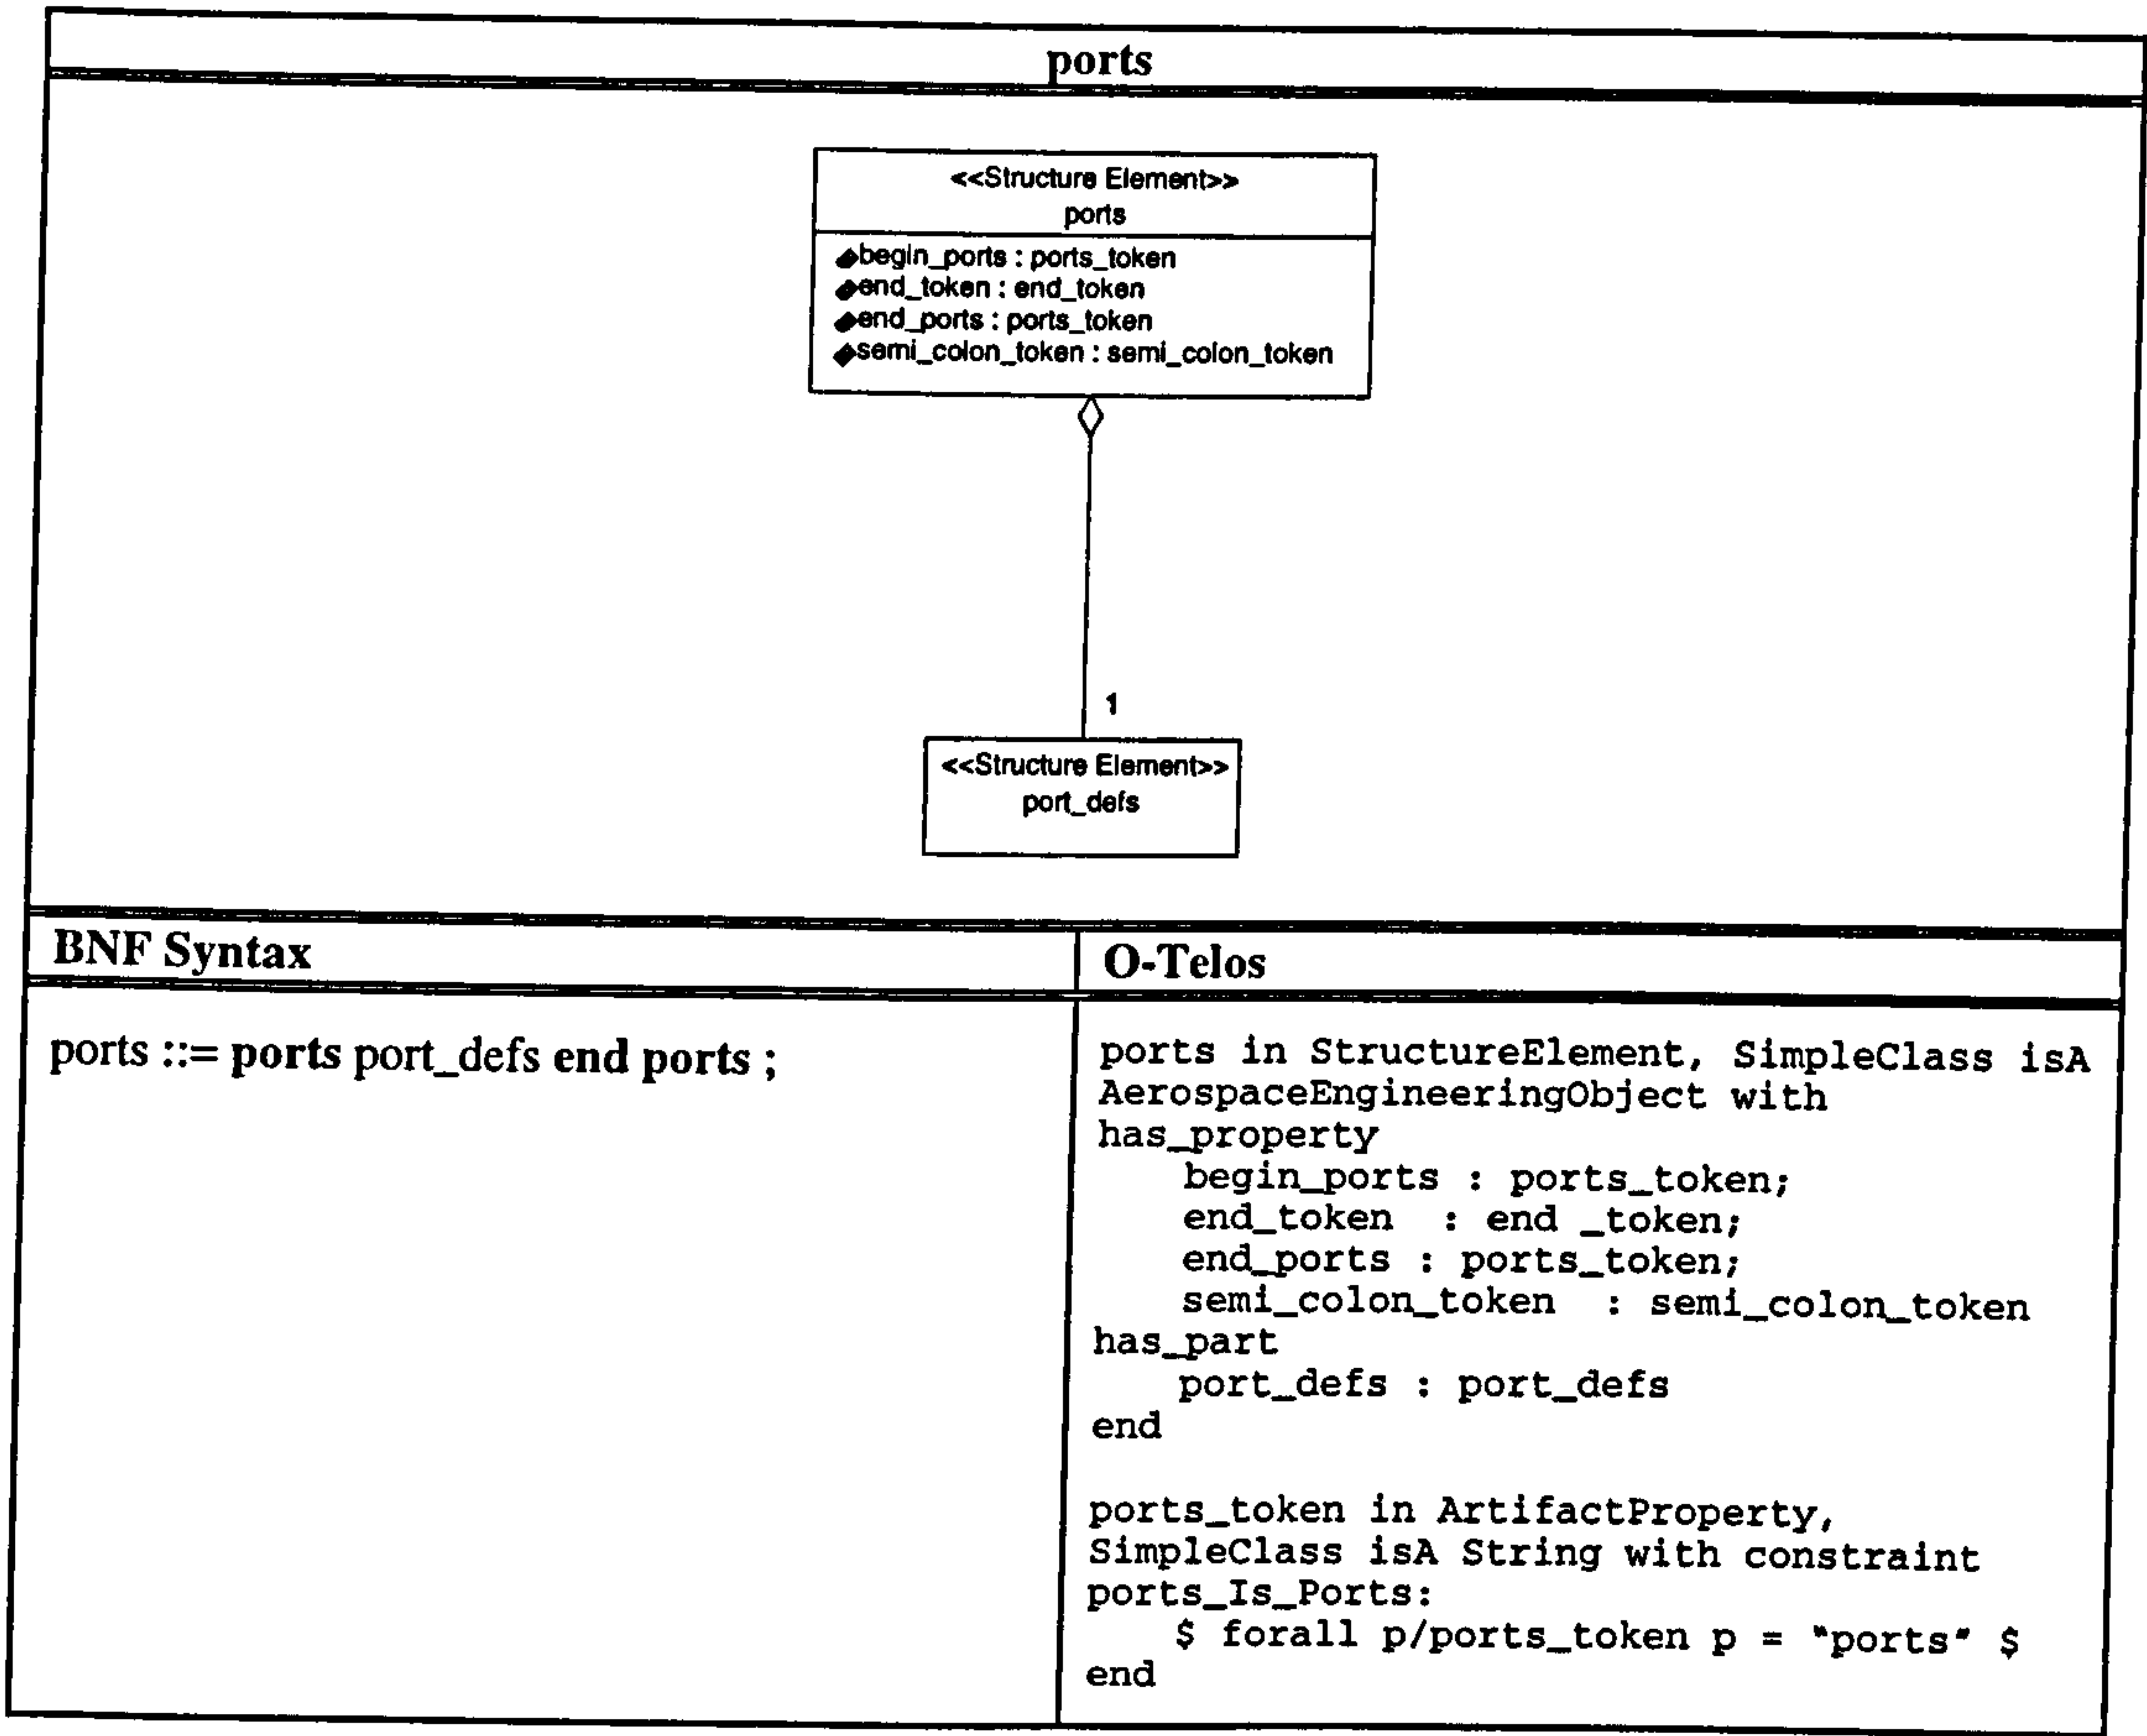 ports
<<Structure Element>>
ports
begin_ports : ports_token
end_token : end_token
end_ports : ports_token
semi_colon_token : semi_colon_token
1
<<Structure Element>>
port_defs
BNF Syntax
O-Telos
ports ::= ports port_defs end ports ;
ports in StructureElement, SimpleClass isA
AerospaceEngineeringObject with
has_property
begin_ports : ports_token;
end_token : end _token;
end_ports : ports_token;
semi_colon_token : semi_colon_token
has_part
port_defs : port_defs
end
ports_token in ArtifactProperty,
SimpleClass isA String with constraint
ports_Is_Ports:
$ forall p/ports_token p = "ports" $
end